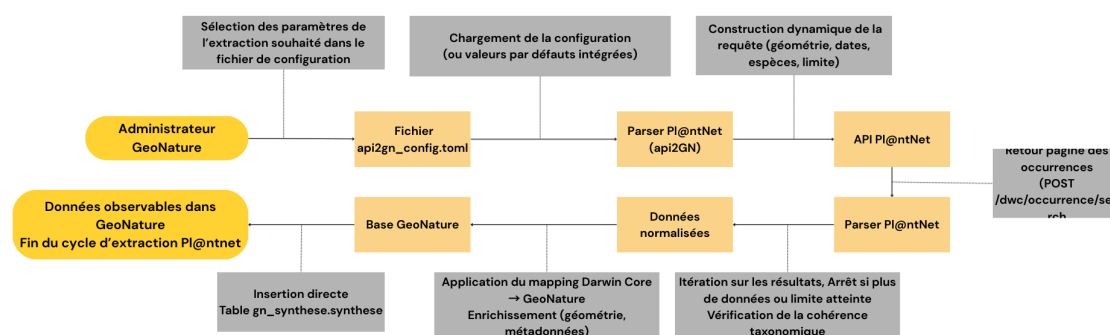 Sélection des paramètres de
l'extraction souhaité dans le
fichier de configuration
Chargement de la configuration
(ou valeurs par défauts intégrées)
Construction dynamique de la
requête (géométrie, dates,
espèces, limite)
Administrateur
GeoNature
Fichier
api2gn_config.toml
Parser Pl@ntNet
(api2GN)
API Pl@ntNet
Retour paginé des
occurrences
(POST
/dwc/occurrence/sea
rch
Données observables dans
GeoNature
Fin du cycle d'extraction Pl@ntnet
Base GeoNature
Données
normalisées
Parser Pl@ntNet
Insertion directe
Table gn_synthese.synthese
Application du mapping Darwin Core
→ GeoNature
Enrichissement (géométrie,
métadonnées)
Itération sur les résultats, Arrêt si plus
de données ou limite atteinte
Vérification de la cohérence
taxonomique